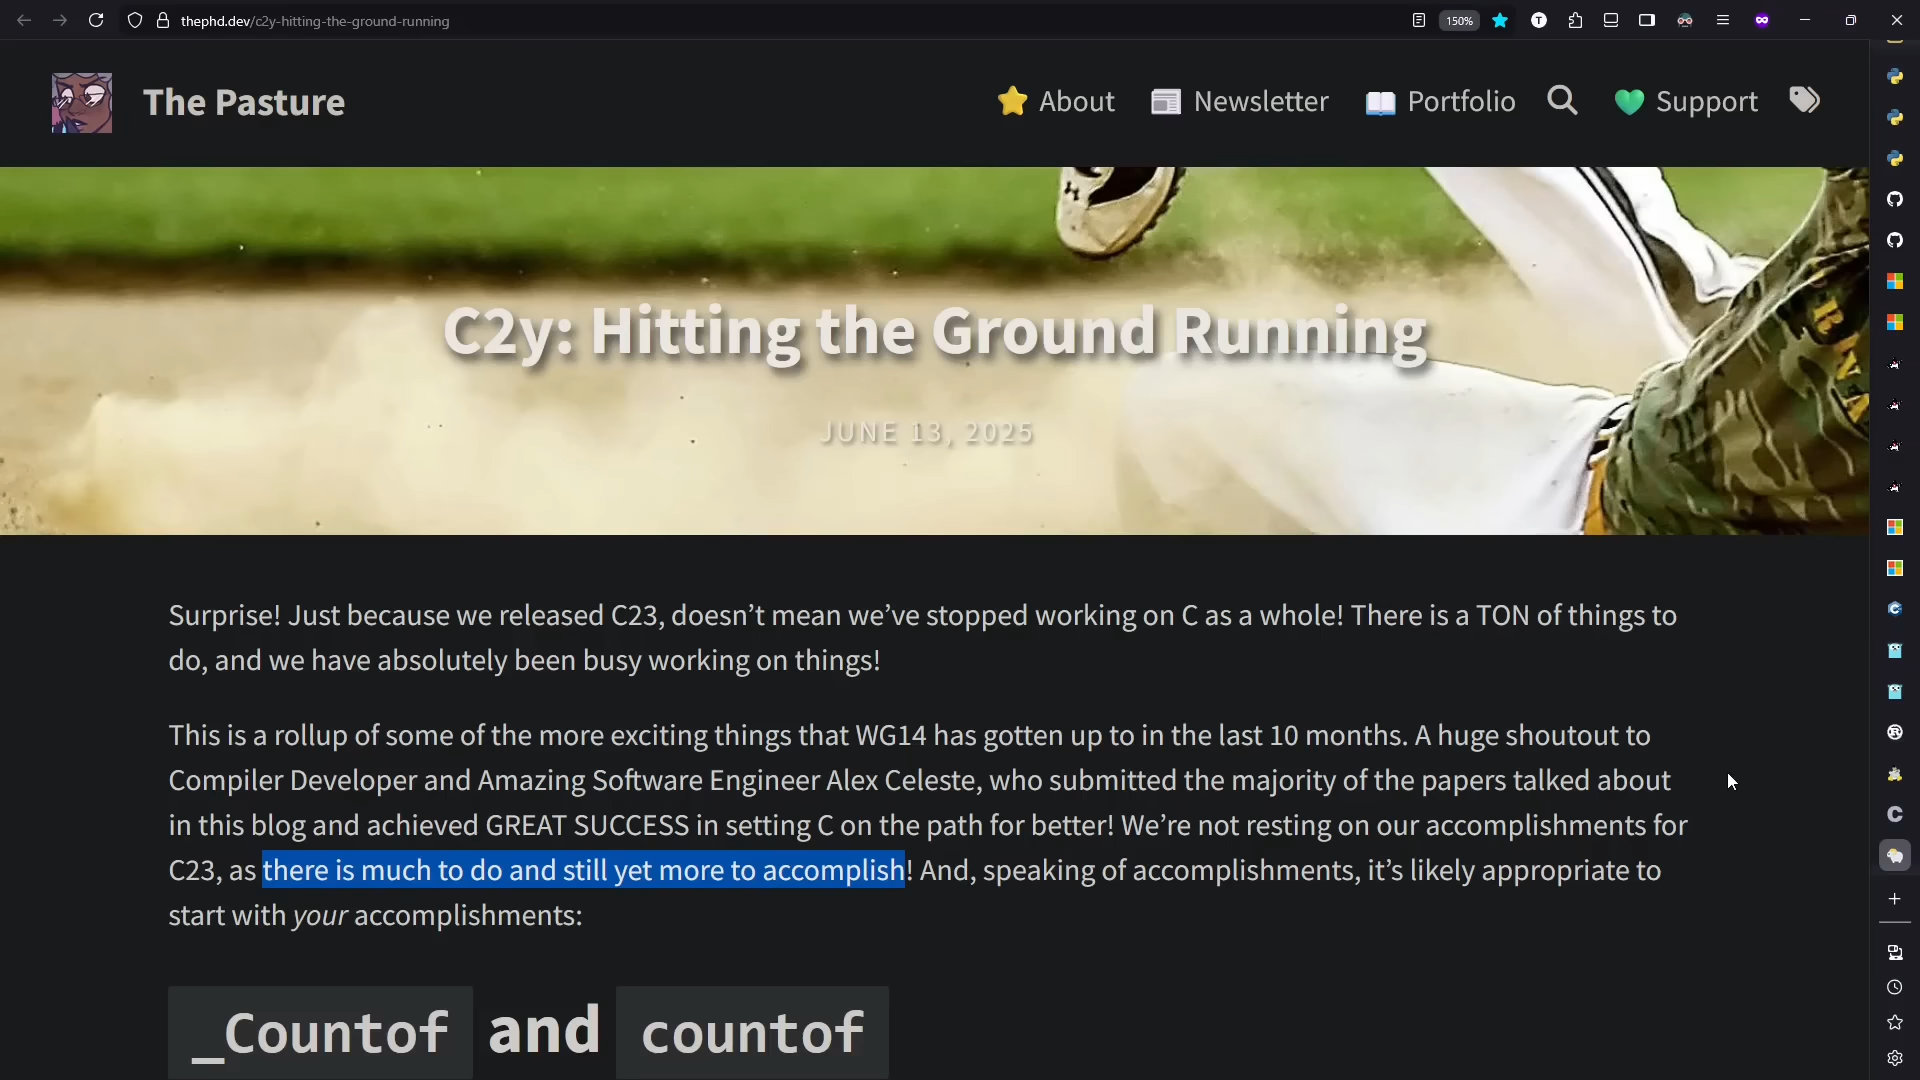 thephd.dev/c2y-hitting-the-ground-running
150%
The Pasture
About
Newsletter
Portfolio
Support
C2y: Hitting the Ground Running
JUNE 13, 2025
Surprise! Just because we released C23, doesn’t mean we’ve stopped working on C as a whole! There is a TON of things to
do, and we have absolutely been busy working on things!
This is a rollup of some of the more exciting things that WG14 has gotten up to in the last 10 months. A huge shoutout to
Compiler Developer and Amazing Software Engineer Alex Celeste, who submitted the majority of the papers talked about
in this blog and achieved GREAT SUCCESS in setting C on the path for better! We’re not resting on our accomplishments for
C23, as there is much to do and still yet more to accomplish! And, speaking of accomplishments, it’s likely appropriate to
start with your accomplishments:
_Countof and countof